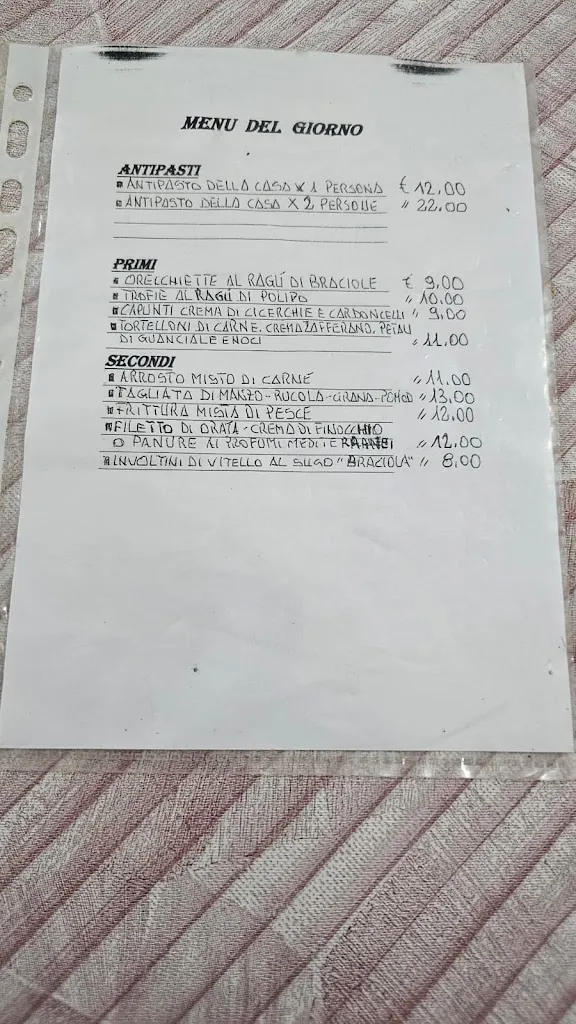 MENU DEL GIORNO
ANTIPASTI
ANTIPASTO DELLA CASA X 1 PERSONA € 12,00
ANTIPASTO DELLA CASA X 2 PERSONE " 22,00
PRIMI
ORECCHIETTE AL RAGÚ DI BRACIOLE € 9,00
TROFIE AL RAGÚ DI POLIPO " 10,00
CAPUNTI CREMA DI CICERCHIE E CARDONCELLI " 9,00
TORTELLONI DI CARNE, CREMA ZAFFERANO, PETALI
DI GUANCIALE E NOCI " 11,00
SECONDI
ARROSTO MISTO DI CARNE " 11,00
TAGLIATA DI MANZO - RUCOLA - GRANA - POMOD " 13,00
FRITTURA MISTA DI PESCE " 12,00
FILETTO DI ORATA - CREMA DI FINOCCHIO
O PANURE AI PROFUMI MEDITERRANEI " 12,00
INVOLTINI DI VITELLO AL SUGO "BRACIOLA" " 8,00